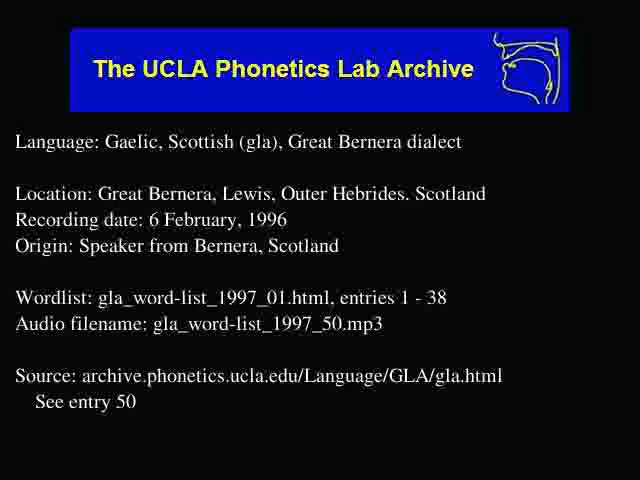 The UCLA Phonetics Lab Archive
Language: Gaelic, Scottish (gla), Great Bernera dialect
Location: Great Bernera, Lewis, Outer Hebrides. Scotland
Recording date: 6 February, 1996
Origin: Speaker from Bernera, Scotland
Wordlist: gla_word-list_1997_01.html, entries 1 - 38
Audio filename: gla_word-list_1997_50.mp3
Source: archive.phonetics.ucla.edu/Language/GLA/gla.html
See entry 50